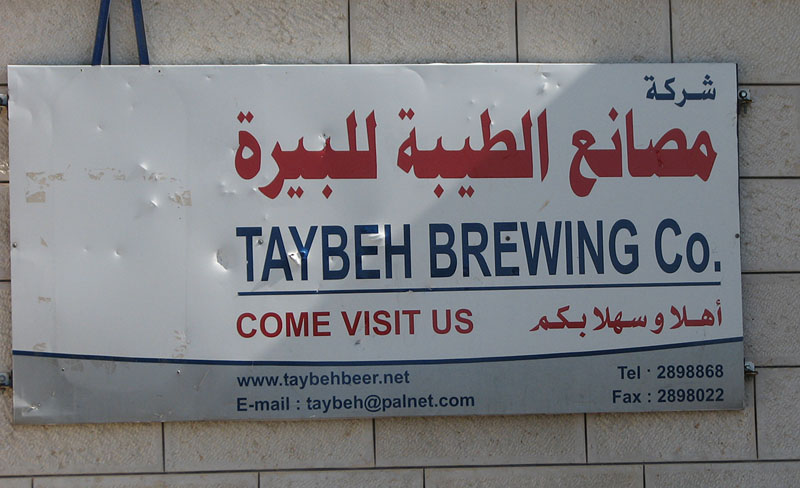 شركة
مصانع الطيبة للبيرة
TAYBEH BREWING Co.
COME VISIT US
أهلا و سهلا بكم
www.taybehbeer.net
Tel : 2898868
E-mail : taybeh@palnet.com
Fax : 2898022